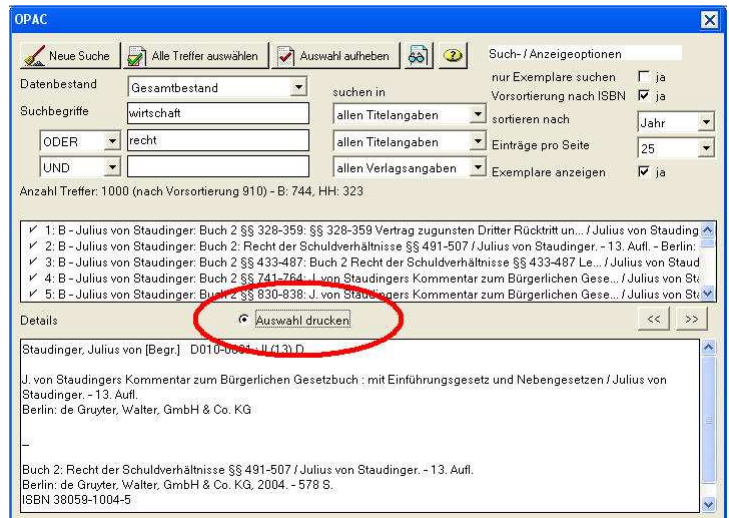 OPAC
Neue Suche Alle Treffer auswählen Auswahl aufheben Such-/Anzeigeoptionen
nur Exemplare suchen ja
Datenbestand Gesamtbestand suchen in Vorsortierung nach ISBN ja
Suchbegriffe wirtschaft allen Titelangaben sortieren nach Jahr
ODER recht allen Titelangaben Einträge pro Seite 25
UND allen Verlagsangaben Exemplare anzeigen ja
Anzahl Treffer: 1000 (nach Vorsortierung 910) - B: 744, HH: 323
1: B - Julius von Staudinger: Buch 2 §§ 328-359: §§ 328-359 Vertrag zugunsten Dritter Rücktritt un... / Julius von Stauding
2: B - Julius von Staudinger: Buch 2: Recht der Schuldverhältnisse §§ 491-507 / Julius von Staudinger. - 13. Aufl. - Berlin:
3: B - Julius von Staudinger: Buch 2 §§ 433-487: Buch 2 Recht der Schuldverhältnisse §§ 433-487 Le... / Julius von Staud
4: B - Julius von Staudinger: Buch 2 §§ 741-764: J. von Staudingers Kommentar zum Bürgerlichen Gese... / Julius von Sta
5: B - Julius von Staudinger: Buch 2 §§ 830-838: J. von Staudingers Kommentar zum Bürgerlichen Gese... / Julius von Sta
Details Auswahl drucken << >>
Staudinger, Julius von [Begr.] D010-0001 : II (13) D
J. von Staudingers Kommentar zum Bürgerlichen Gesetzbuch : mit Einführungsgesetz und Nebengesetzen / Julius von
Staudinger. - 13. Aufl.
Berlin: de Gruyter, Walter, GmbH & Co. KG
_
Buch 2: Recht der Schuldverhältnisse §§ 491-507 / Julius von Staudinger. - 13. Aufl.
Berlin: de Gruyter, Walter, GmbH & Co. KG, 2004. - 578 S.
ISBN 38059-1004-5